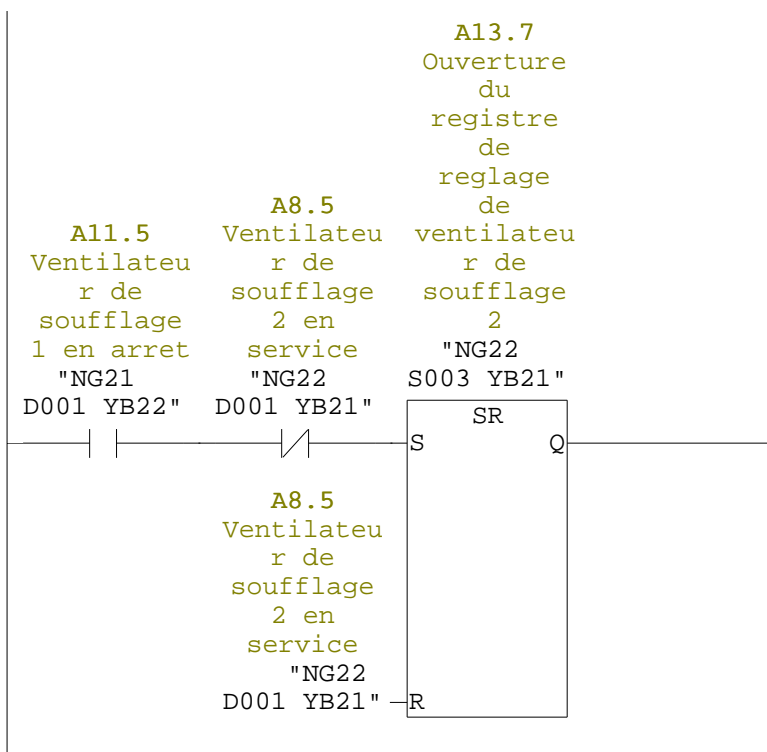 A11.5
Ventilateu
r de
soufflage
1 en arret
"NG21
D001 YB22"
A8.5
Ventilateu
r de
soufflage
2 en
service
"NG22
D001 YB21"
A13.7
Ouverture
du
registre
de
reglage
de
ventilateu
r de
soufflage
2
"NG22
S003 YB21"
SR
S
Q
A8.5
Ventilateu
r de
soufflage
2 en
service
"NG22
D001 YB21"
R